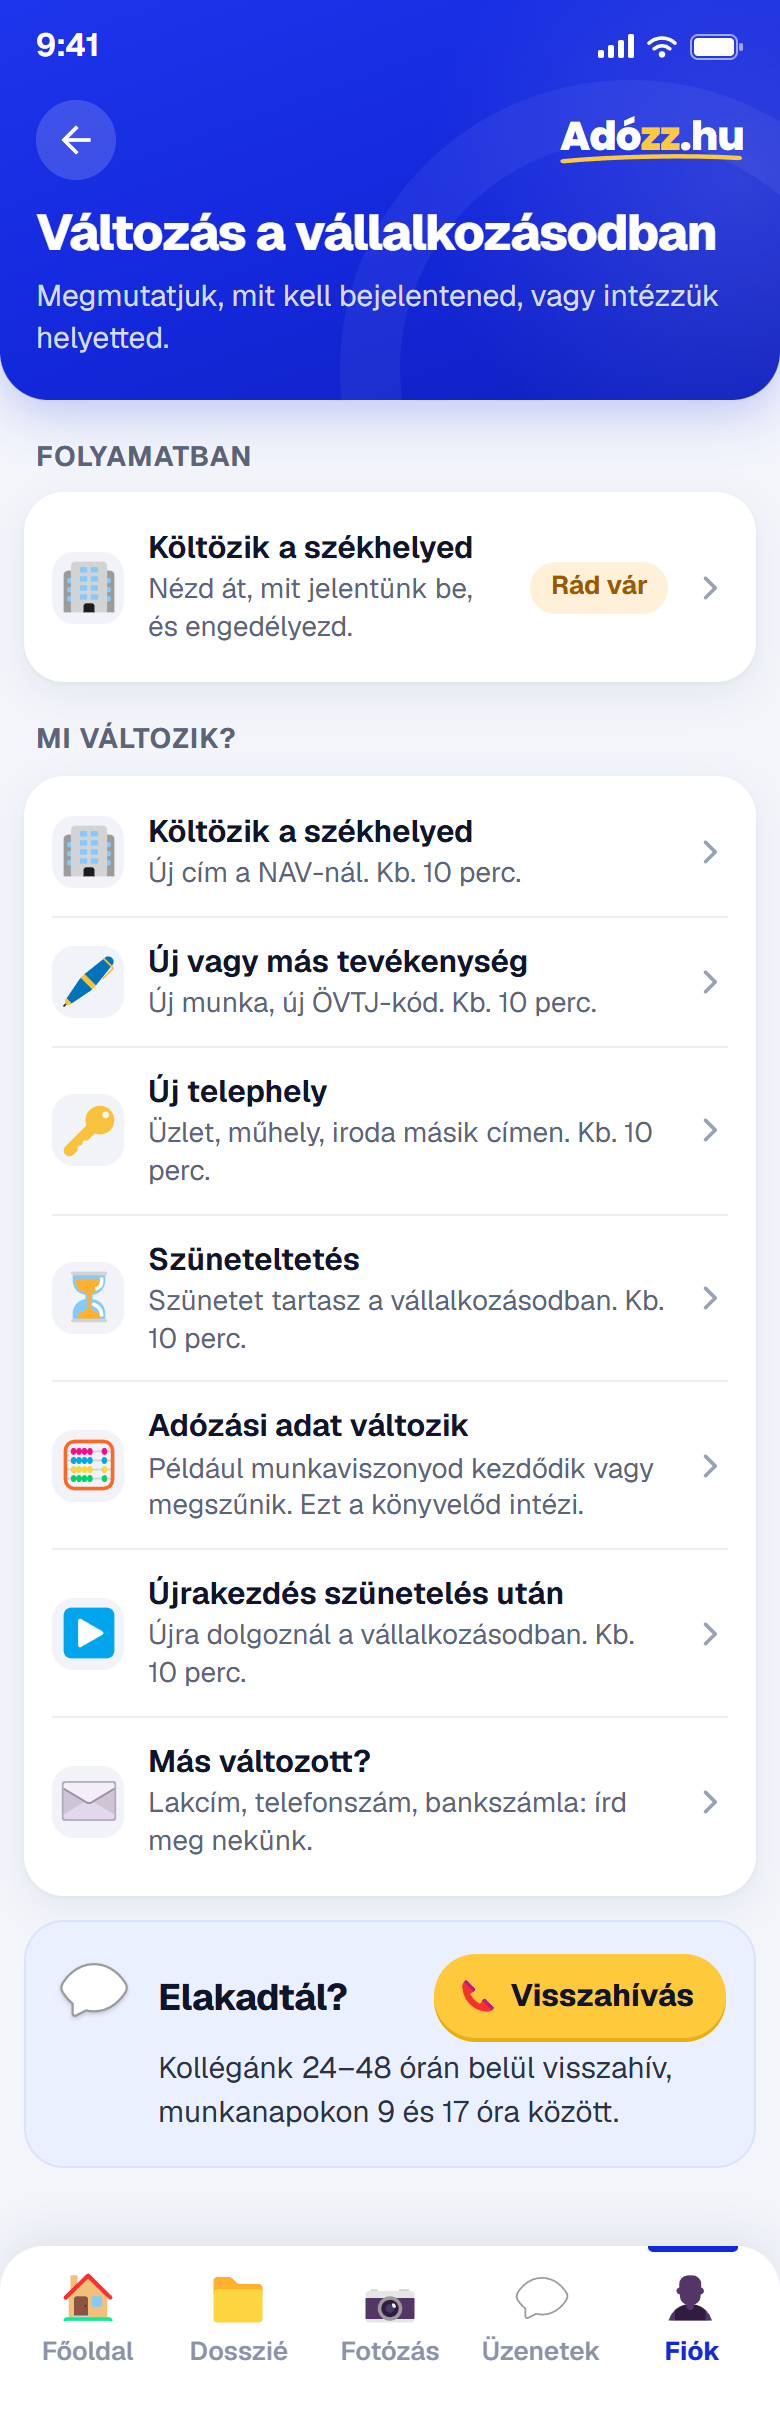 9:41
Adózz.hu
Változás a vállalkozásodban
Megmutatjuk, mit kell bejelentened, vagy intézzük
helyetted.
FOLYAMATBAN
Költözik a székhelyed
Nézd át, mit jelentünk be,
és engedélyezd.
Rád vár
MI VÁLTOZIK?
Költözik a székhelyed
Új cím a NAV-nál. Kb. 10 perc.
Új vagy más tevékenység
Új munka, új ÖVTJ-kód. Kb. 10 perc.
Új telephely
Üzlet, műhely, iroda másik címen. Kb. 10
perc.
Szüneteltetés
Szünetet tartasz a vállalkozásodban. Kb.
10 perc.
Adózási adat változik
Például munkaviszonyod kezdődik vagy
megszűnik. Ezt a könyvelőd intézi.
Újrakezdés szünetelés után
Újra dolgoznál a vállalkozásodban. Kb.
10 perc.
Más változott?
Lakcím, telefonszám, bankszámla: írd
meg nekünk.
Elakadtál?
Visszahívás
Kollégánk 24–48 órán belül visszahív,
munkanapokon 9 és 17 óra között.
Főoldal
Dosszié
Fotózás
Üzenetek
Fiók